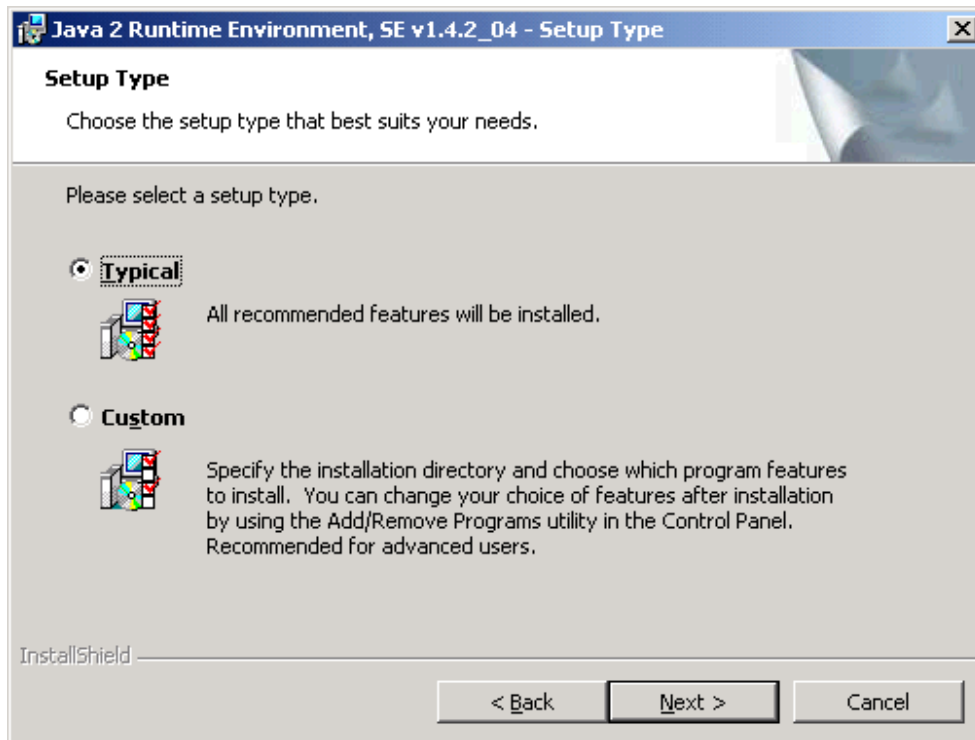 Java 2 Runtime Environment, SE v1.4.2_04 - Setup Type
Setup Type
Choose the setup type that best suits your needs.
Please select a setup type.
Typical
All recommended features will be installed.
Custom
Specify the installation directory and choose which program features
to install.  You can change your choice of features after installation
by using the Add/Remove Programs utility in the Control Panel.
Recommended for advanced users.
InstallShield
< Back
Next >
Cancel